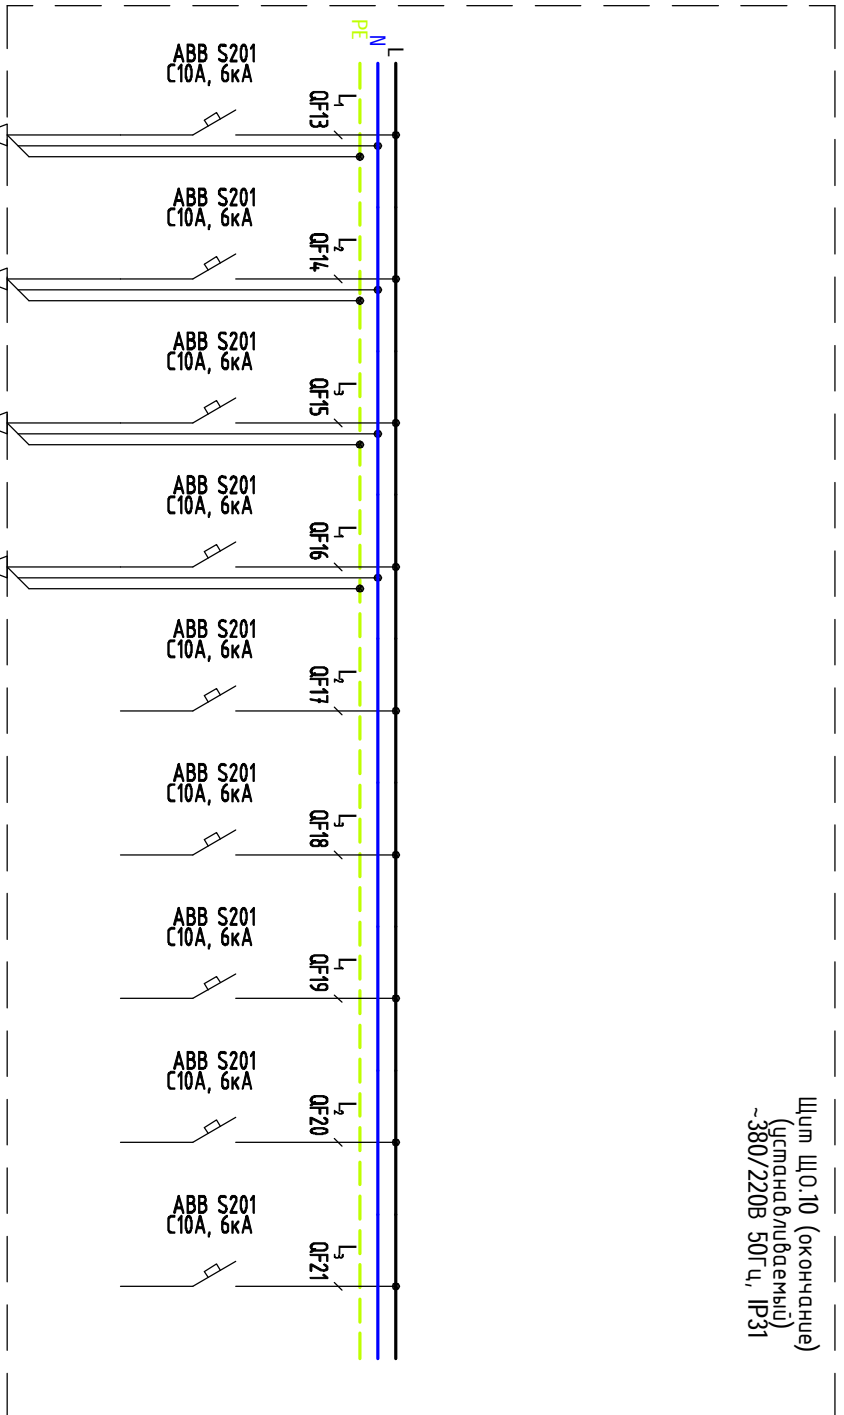 PE
N
L
ABB S201
C10A, 6кА
L1
QF13
ABB S201
C10A, 6кА
L2
QF14
ABB S201
C10A, 6кА
L3
QF15
ABB S201
C10A, 6кА
L1
QF16
ABB S201
C10A, 6кА
L2
QF17
ABB S201
C10A, 6кА
L3
QF18
ABB S201
C10A, 6кА
L1
QF19
ABB S201
C10A, 6кА
L2
QF20
ABB S201
C10A, 6кА
L3
QF21
Щит ЩО.10 (окончание)
(устанавливаемый)
~380/220В 50Гц, IP31